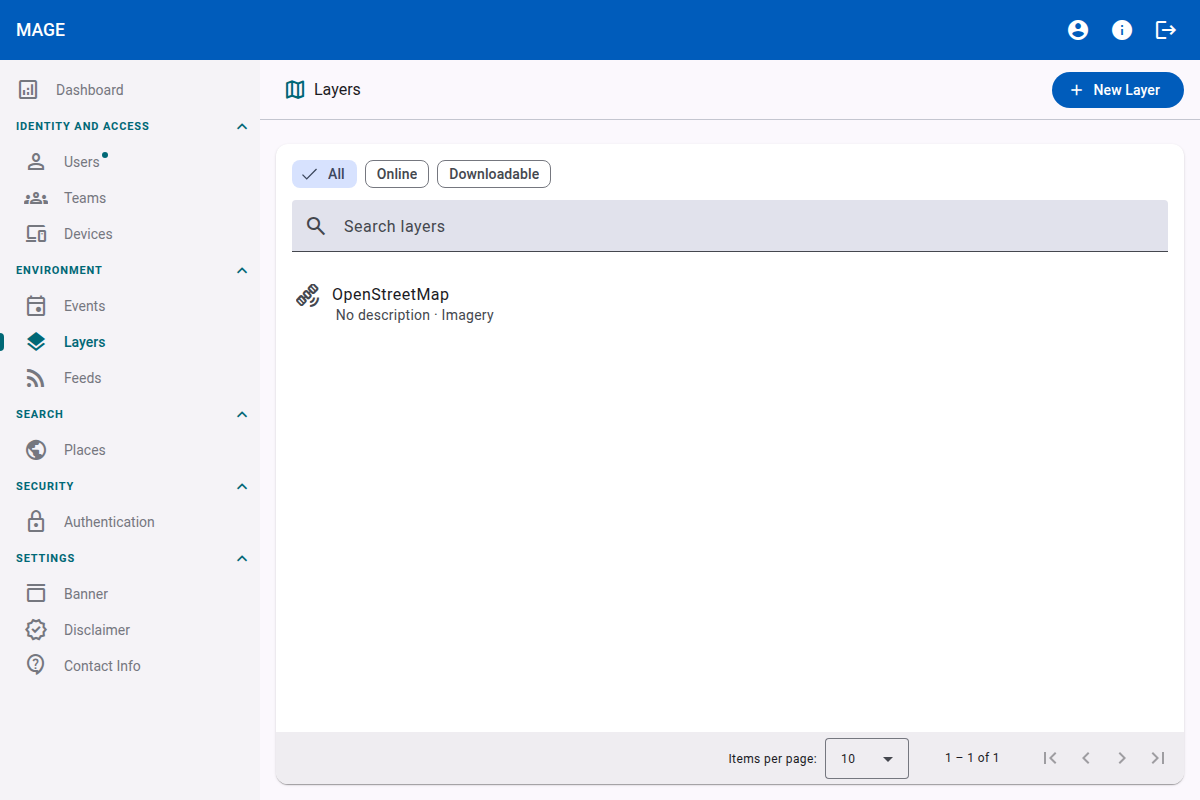 MAGE
Dashboard
IDENTITY AND ACCESS
Users
Teams
Devices
ENVIRONMENT
Events
Layers
Feeds
SEARCH
Places
SECURITY
Authentication
SETTINGS
Banner
Disclaimer
Contact Info
Layers
New Layer
All
Online
Downloadable
Search layers
OpenStreetMap
No description · Imagery
Items per page: 10 1 – 1 of 1